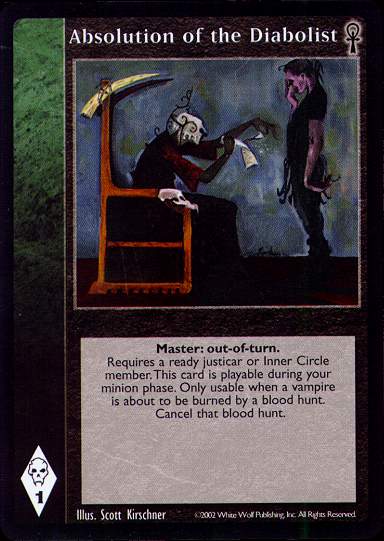 Absolution of the Diabolist
Master: out-of-turn.
Requires a ready justicar or Inner Circle
member. This card is playable during your
minion phase. Only usable when a vampire
is about to be burned by a blood hunt.
Cancel that blood hunt.
1
Illus. Scott Kirschner
©2002 White Wolf Publishing, Inc. All Rights Reserved.